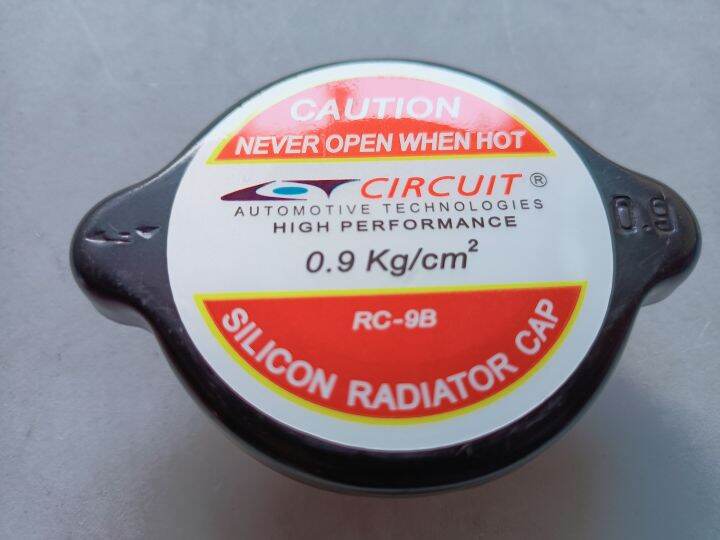 CAUTION
NEVER OPEN WHEN HOT
CIRCUIT ®
AUTOMOTIVE TECHNOLOGIES
HIGH PERFORMANCE
0.9 Kg/cm²
0.9
RC-9B
SILICON RADIATOR CAP